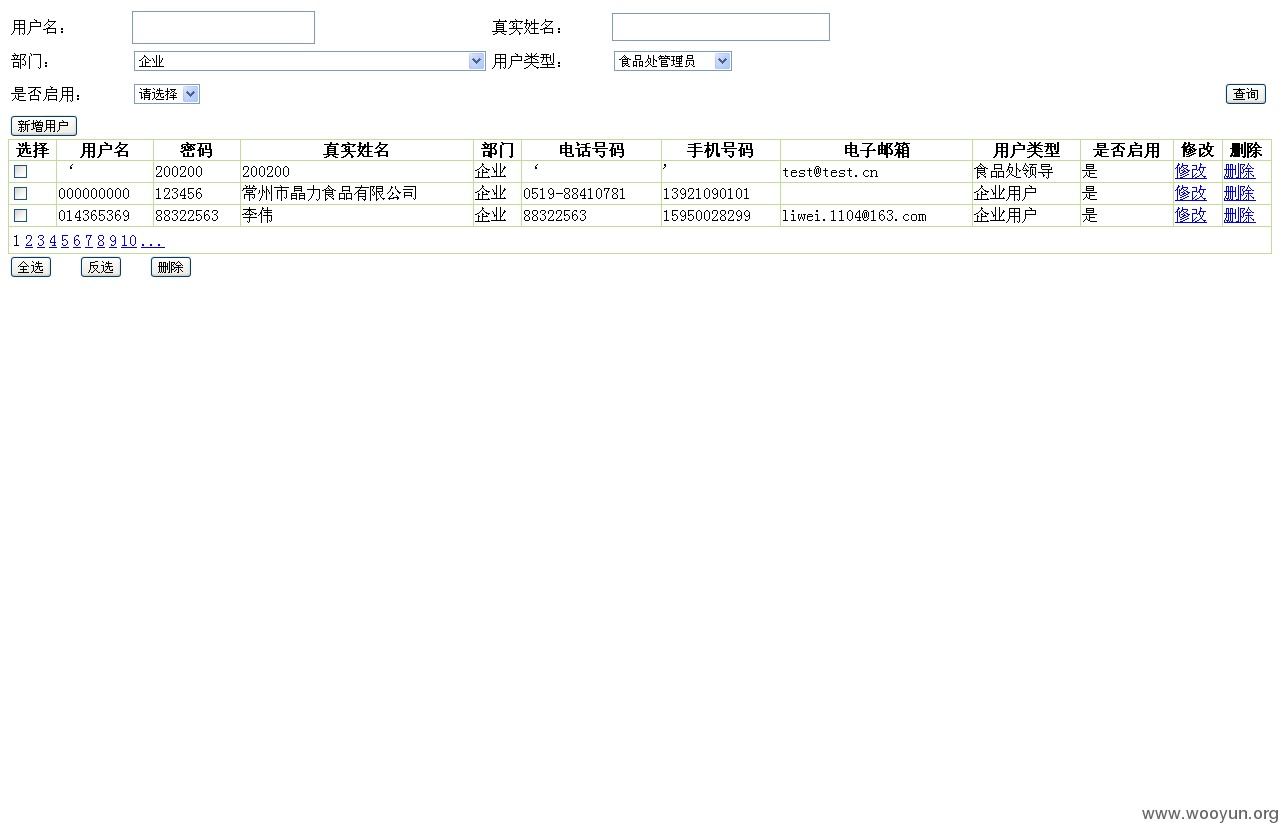 用户名: 真实姓名:
部门: 企业 用户类型: 食品处管理员
是否启用: 请选择 查询
新增用户
选择 用户名 密码 真实姓名 部门 电话号码 手机号码 电子邮箱 用户类型 是否启用 修改 删除
‘ 200200 200200 企业 ‘ ’ test@test.cn 食品处领导 是 修改 删除
000000000 123456 常州市晶力食品有限公司 企业 0519-88410781 13921090101 企业用户 是 修改 删除
014365369 88322563 李伟 企业 88322563 15950028299 liwei.1104@163.com 企业用户 是 修改 删除
1 2 3 4 5 6 7 8 9 10 ...
全选 反选 删除
www.wooyun.org